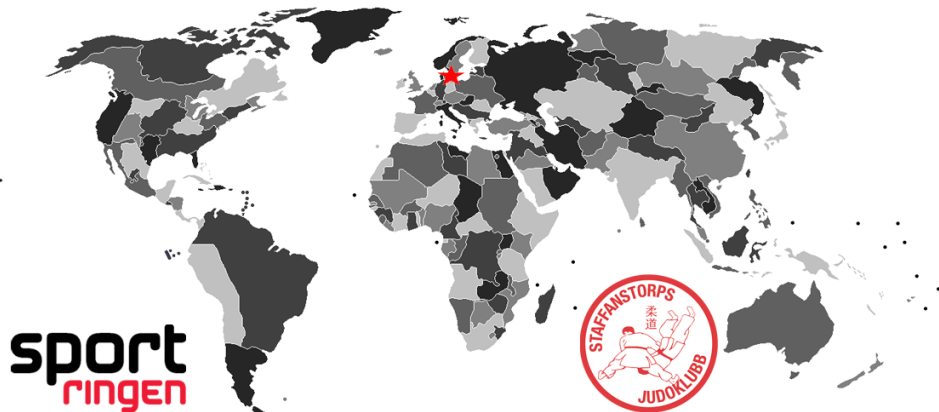 sport
ringen
STAFFANSTORPS
柔
道
JUDOKLUBB